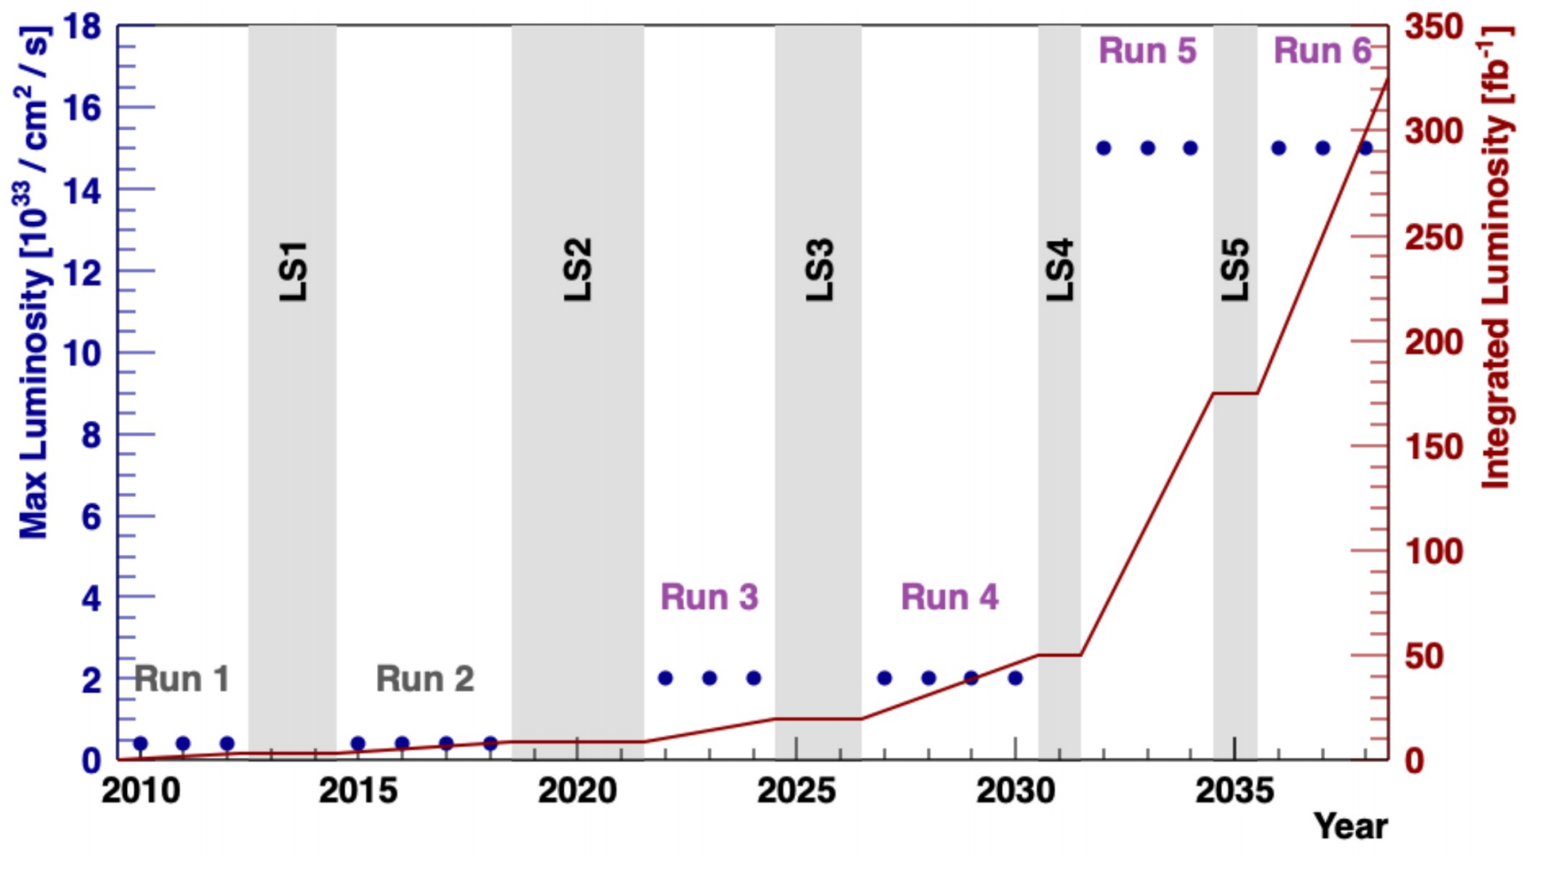 Max Luminosity [10³³ / cm² / s]
18
16
14
12
10
8
6
4
2
0
Run 1
LS1
Run 2
LS2
Run 3
LS3
Run 4
LS4
Run 5
LS5
Run 6
350
300
250
200
150
100
50
0
Integrated Luminosity [fb⁻¹]
2010 2015 2020 2025 2030 2035
Year